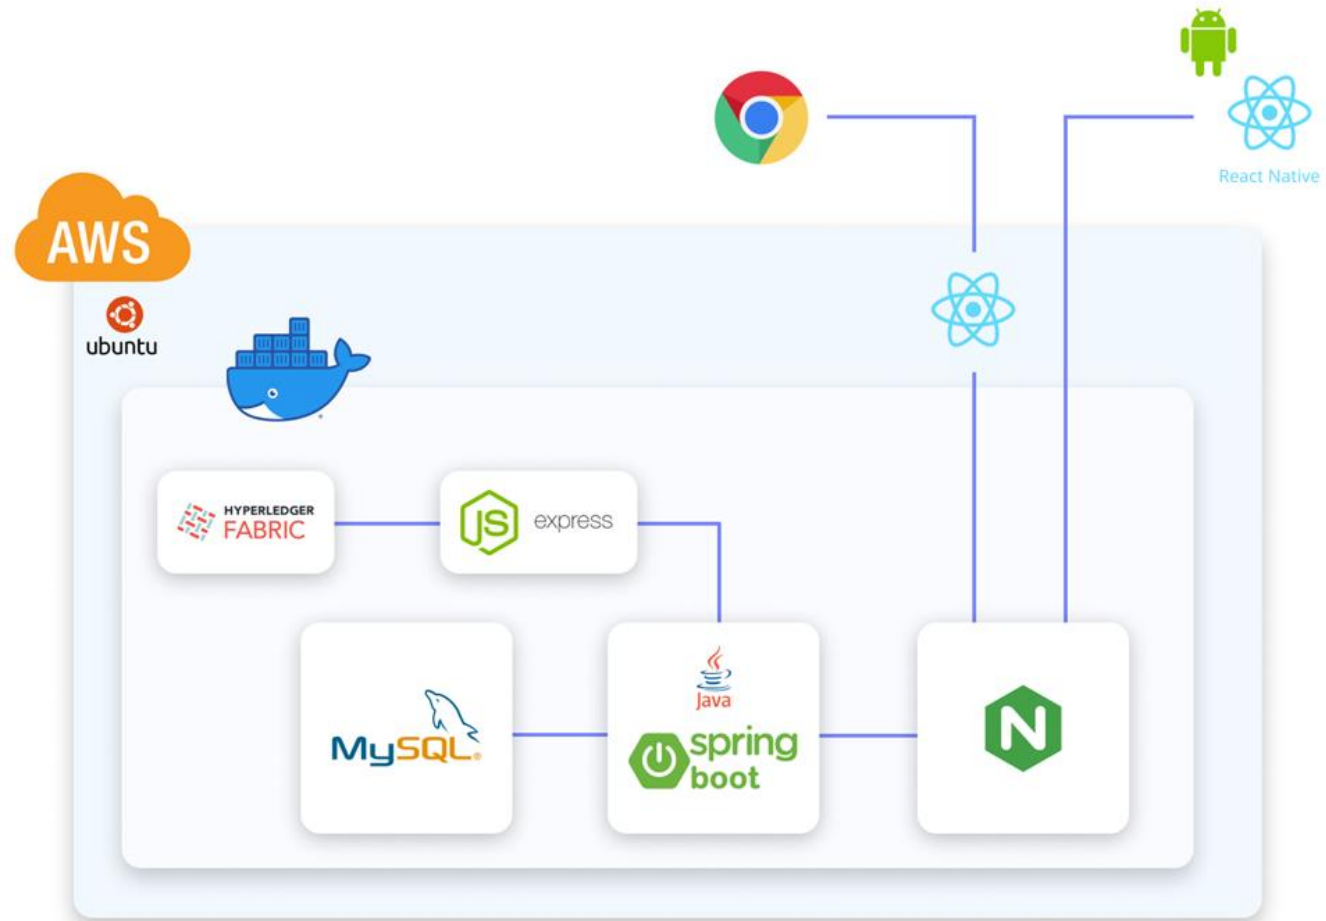 React Native
AWS
ubuntu
HYPERLEDGER
FABRIC
JS
express
MySQL®
Java
spring
boot
N